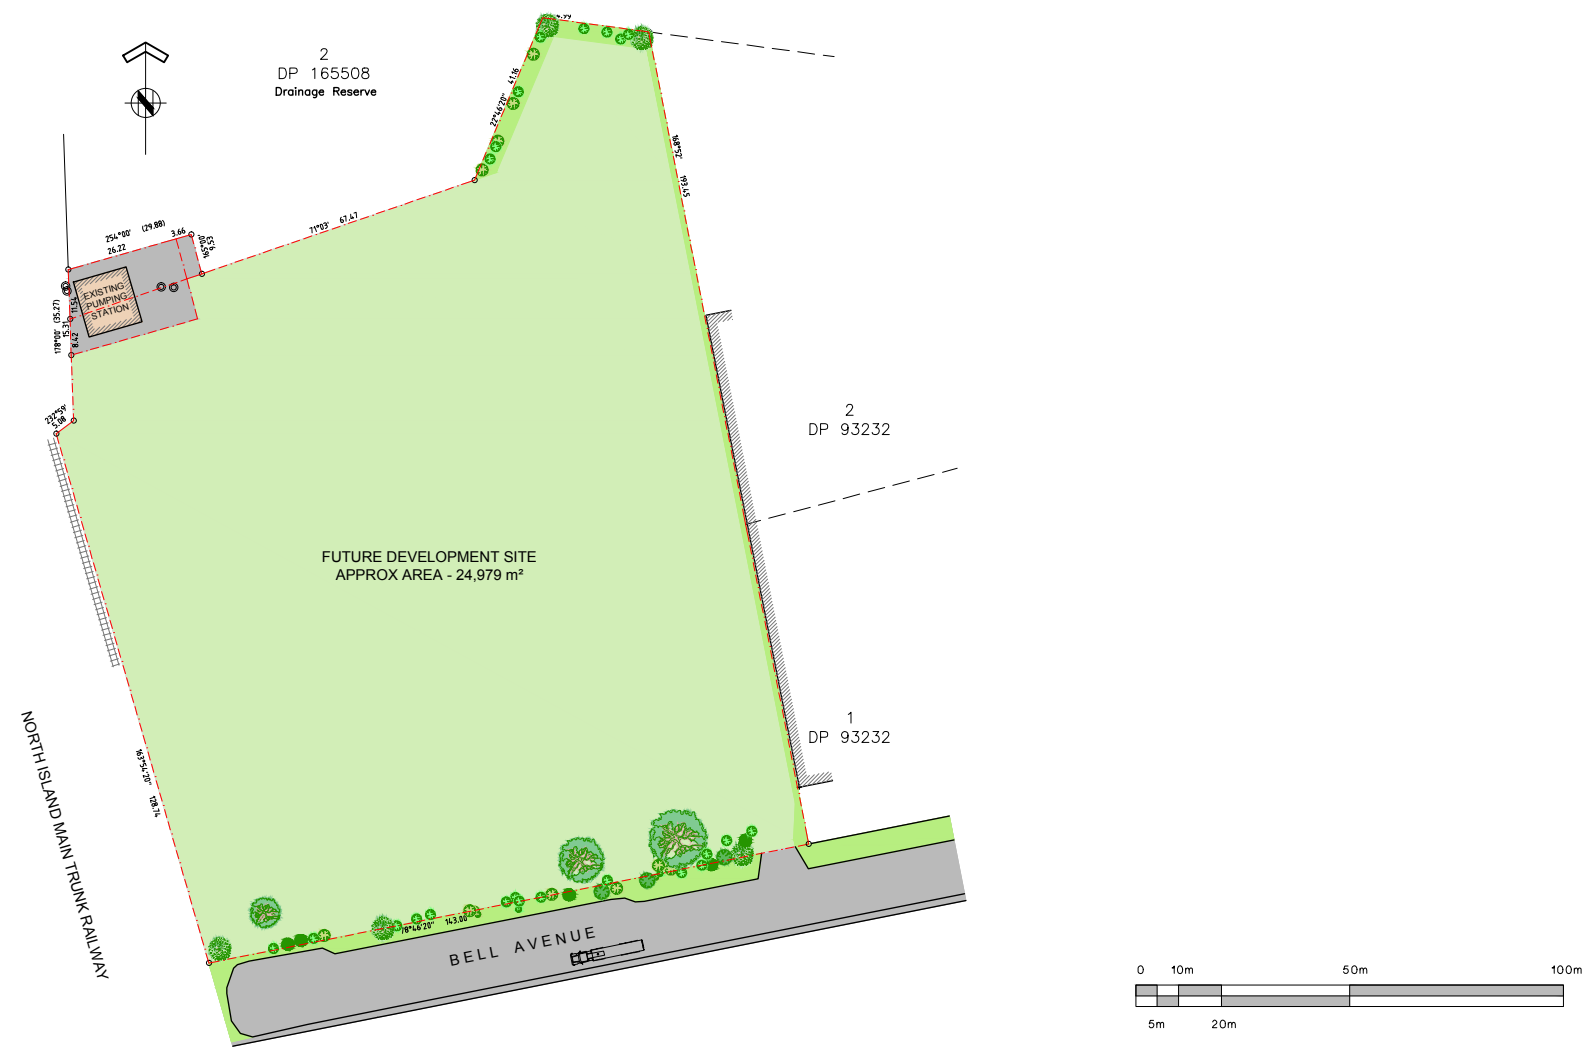 4.99
2
DP 165508
Drainage Reserve
22°46'20" 41.16
168°52' 193.45
71°03' 67.47
254°00' (29.88)
26.22
3.66
165°00'
9.53
EXISTING
PUMPING
STATION
178°00' (35.27)
15.31
11.54
8.42
232°59'
5.08
2
DP 93232
FUTURE DEVELOPMENT SITE
APPROX AREA - 24,979 m²
1
DP 93232
NORTH ISLAND MAIN TRUNK RAILWAY
163°54'20" 128.74
78°46'20" 143.00
BELL AVENUE
0 10m 50m 100m
5m 20m